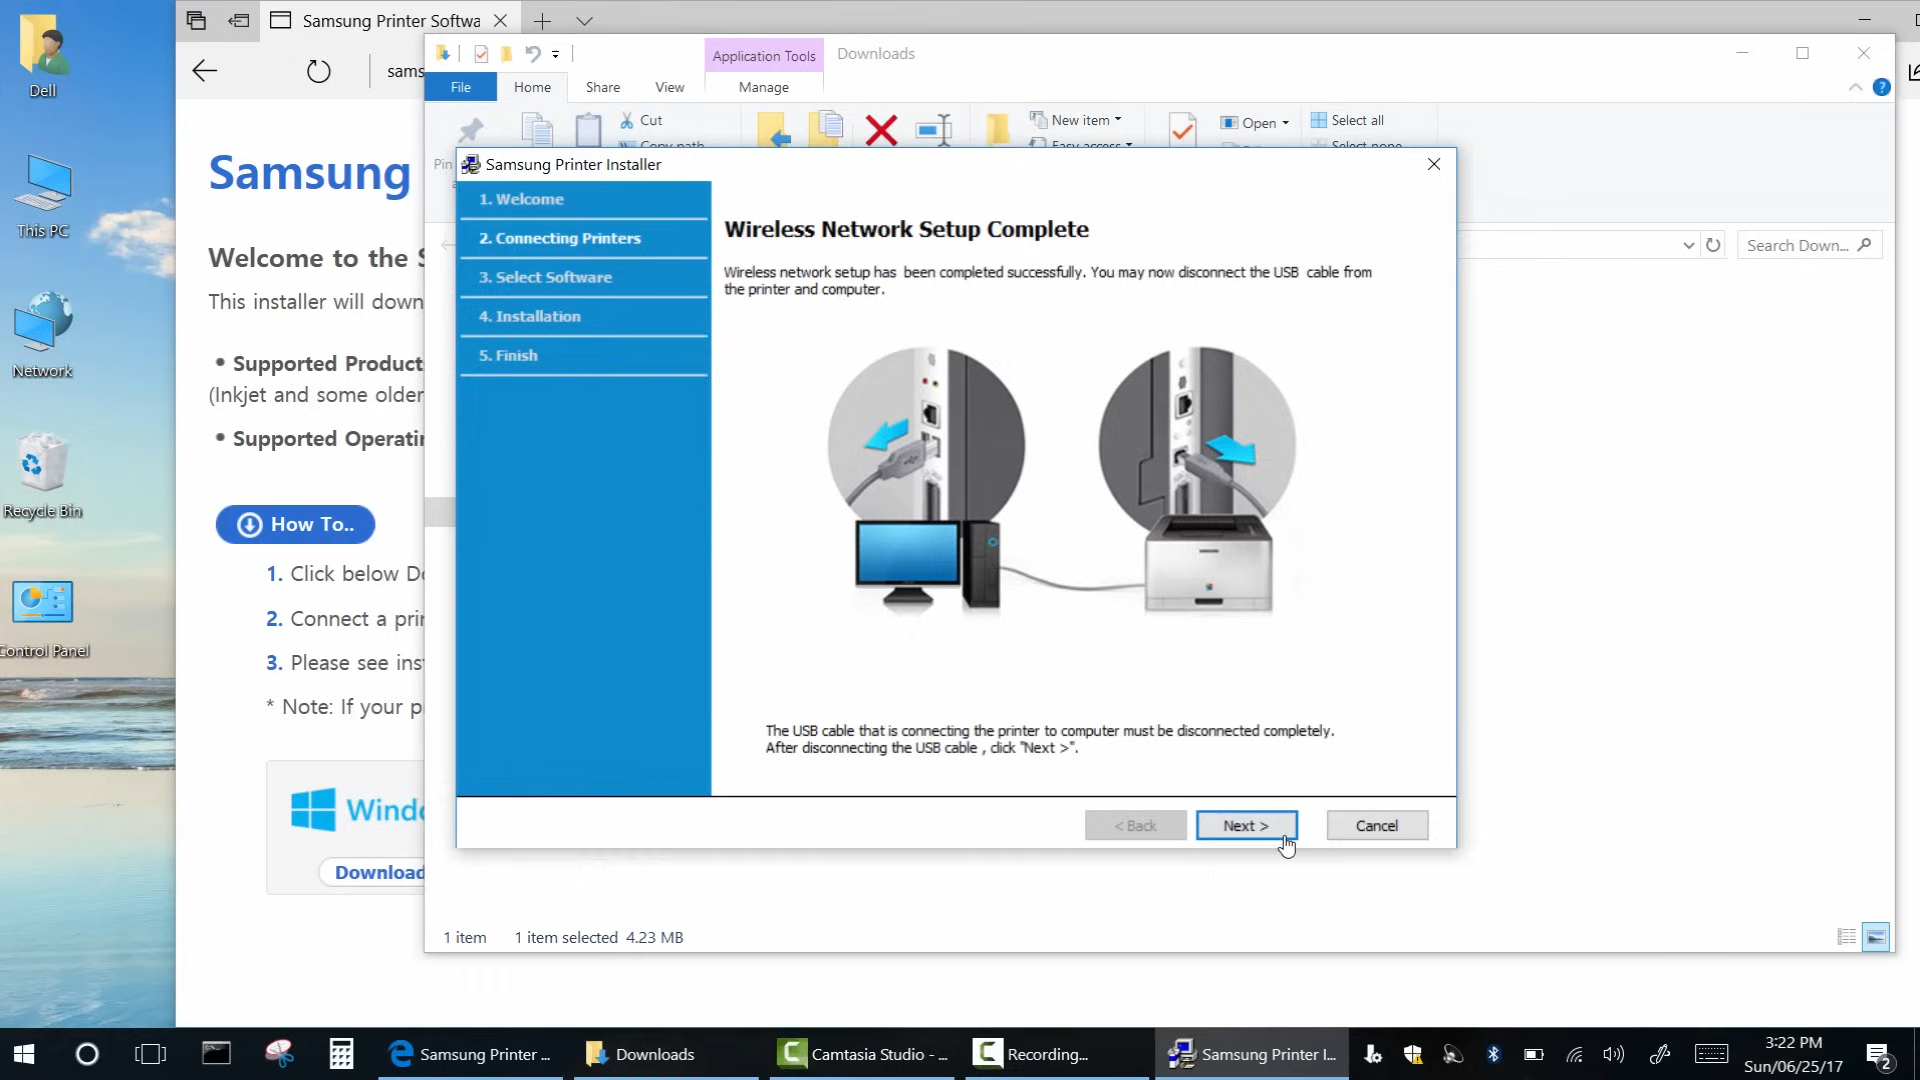 Samsung Printer Softwa
sams
Application Tools
Downloads
File
Home
Share
View
Manage
Cut
New item
Open
Select all
Pin
Samsung Printer Installer
1. Welcome
2. Connecting Printers
3. Select Software
4. Installation
5. Finish
Wireless Network Setup Complete
Wireless network setup has been completed successfully. You may now disconnect the USB cable from
the printer and computer.
The USB cable that is connecting the printer to computer must be disconnected completely.
After disconnecting the USB cable , click "Next >".
< Back
Next >
Cancel
Search Down...
Samsung
Welcome to the S
This installer will down
• Supported Product
(Inkjet and some older
• Supported Operatin
How To..
1. Click below Do
2. Connect a prin
3. Please see inst
* Note: If your p
Windo
Download
1 item
1 item selected 4.23 MB
Dell
This PC
Network
Recycle Bin
Control Panel
Samsung Printer ...
Downloads
Camtasia Studio - ...
Recording...
Samsung Printer I...
3:22 PM
Sun/06/25/17
2